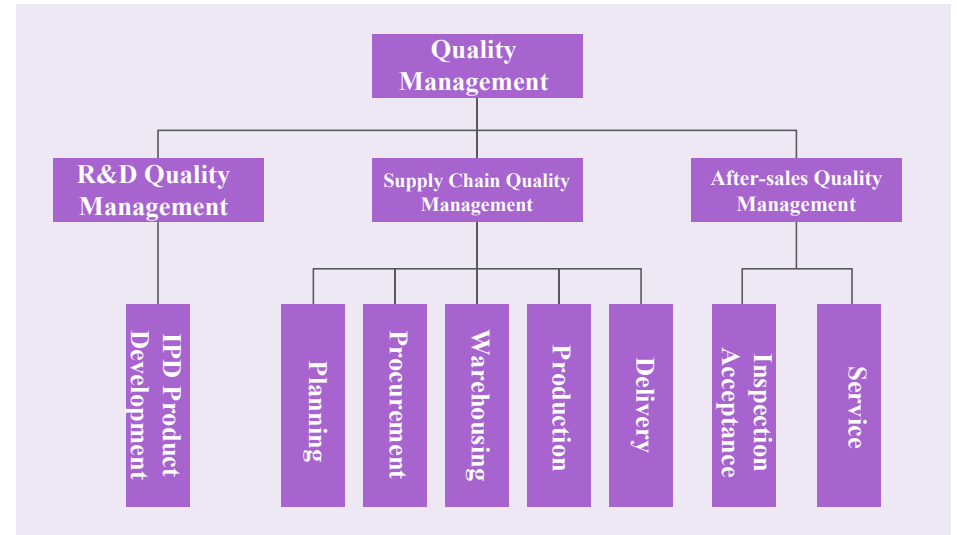 Quality
Management
R&D Quality
Management
Supply Chain Quality
Management
After-sales Quality
Management
IPD Product
Development
Planning
Procurement
Warehousing
Production
Delivery
Inspection
Acceptance
Service